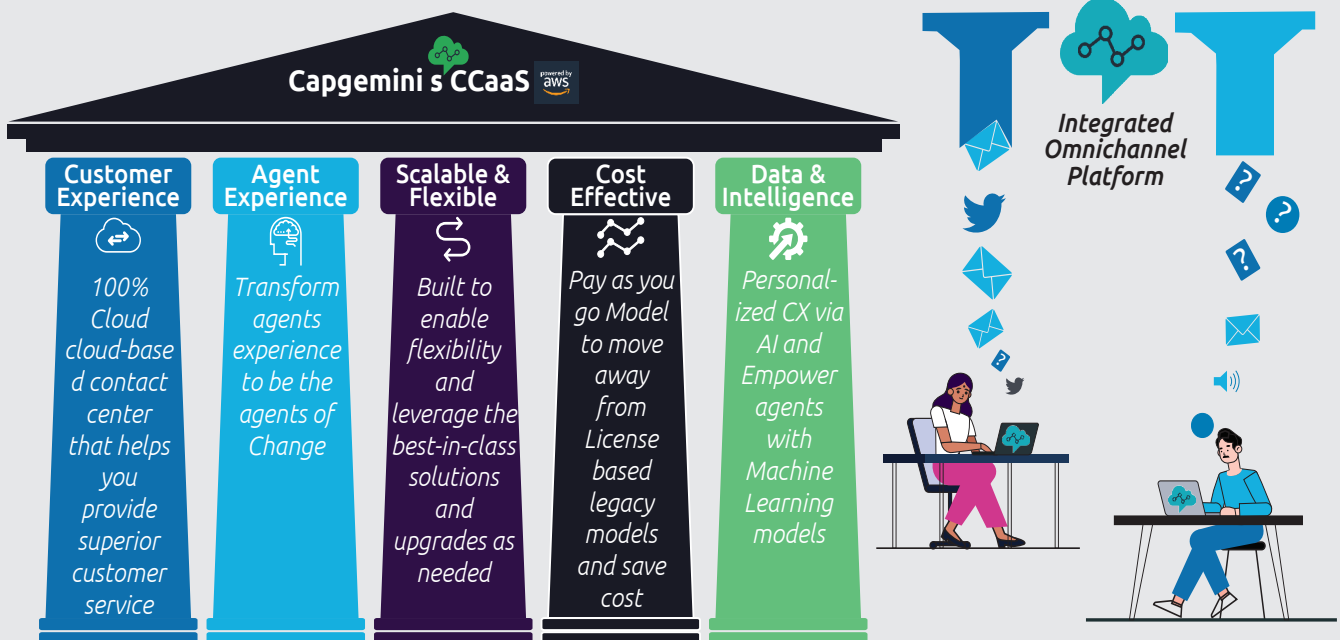 Capgemini s CCaaS
powered by
aws
Customer
Experience
100%
Cloud
cloud-base
d contact
center
that helps
you
provide
superior
customer
service
Agent
Experience
Transform
agents
experience
to be the
agents of
Change
Scalable &
Flexible
Built to
enable
flexibility
and
leverage the
best-in-class
solutions
and
upgrades as
needed
Cost
Effective
Pay as you
go Model
to move
away
from
License
based
legacy
models
and save
cost
Data &
Intelligence
Personal-
ized CX via
AI and
Empower
agents
with
Machine
Learning
models
Integrated
Omnichannel
Platform
?
?
?
?